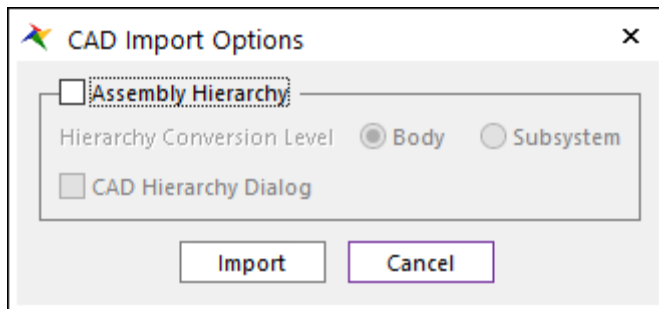 CAD Import Options
Assembly Hierarchy
Hierarchy Conversion Level Body Subsystem
CAD Hierarchy Dialog
Import Cancel